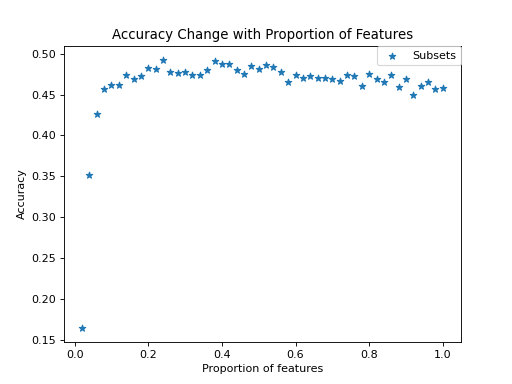 Accuracy Change with Proportion of Features
Subsets
Accuracy
0.50
0.45
0.40
0.35
0.30
0.25
0.20
0.15
0.0 0.2 0.4 0.6 0.8 1.0
Proportion of features